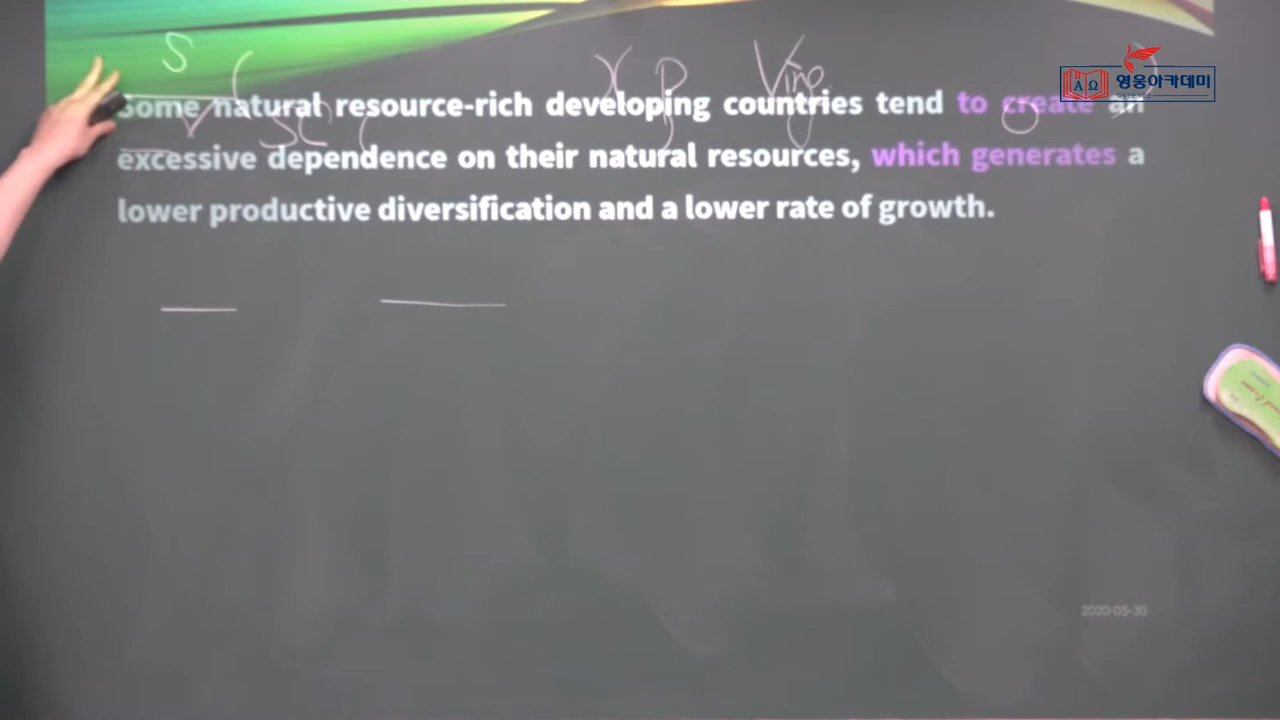 S ( X P Ving )
영웅아카데미
Some natural resource-rich developing countries tend to create an
excessive dependence on their natural resources, which generates a
lower productive diversification and a lower rate of growth.
2020-05-30